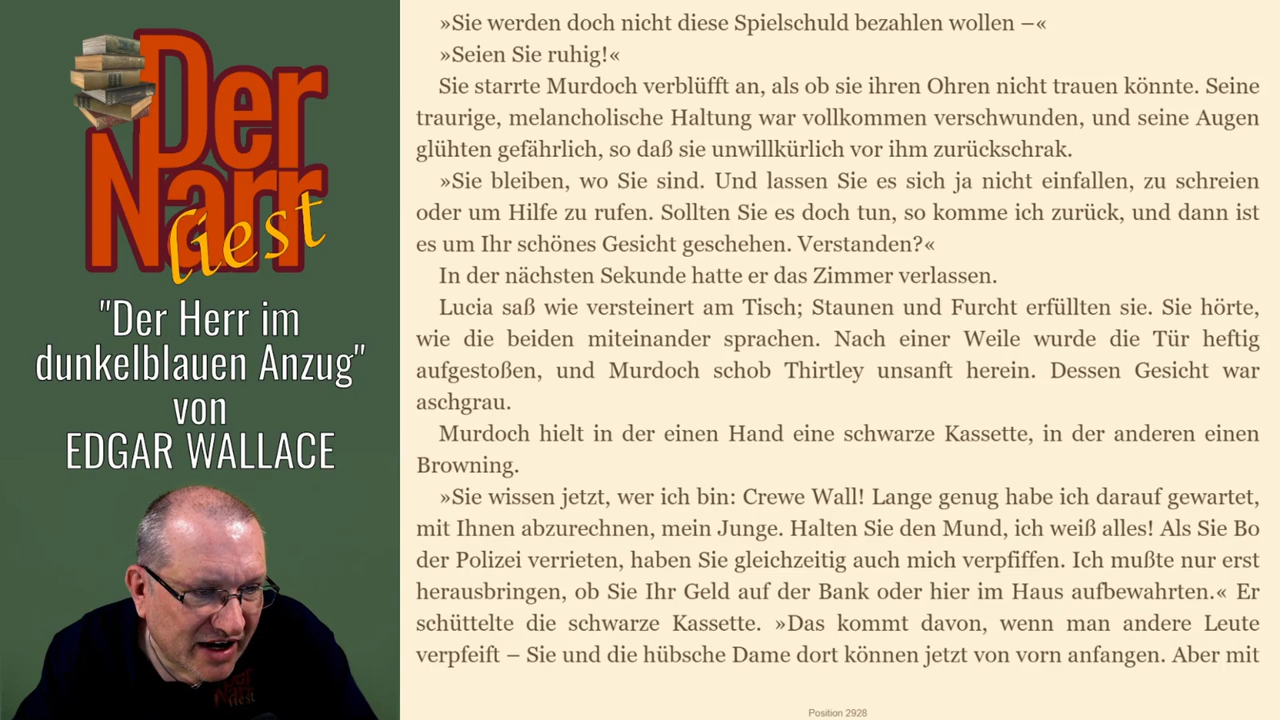 Der
Narr
liest
"Der Herr im
dunkelblauen Anzug"
von
EDGAR WALLACE
»Sie werden doch nicht diese Spielschuld bezahlen wollen –«
»Seien Sie ruhig!«
Sie starrte Murdoch verblüfft an, als ob sie ihren Ohren nicht trauen könnte. Seine
traurige, melancholische Haltung war vollkommen verschwunden, und seine Augen
glühten gefährlich, so daß sie unwillkürlich vor ihm zurückschrak.
»Sie bleiben, wo Sie sind. Und lassen Sie es sich ja nicht einfallen, zu schreien
oder um Hilfe zu rufen. Sollten Sie es doch tun, so komme ich zurück, und dann ist
es um Ihr schönes Gesicht geschehen. Verstanden?«
In der nächsten Sekunde hatte er das Zimmer verlassen.
Lucia saß wie versteinert am Tisch; Staunen und Furcht erfüllten sie. Sie hörte,
wie die beiden miteinander sprachen. Nach einer Weile wurde die Tür heftig
aufgestoßen, und Murdoch schob Thirtley unsanft herein. Dessen Gesicht war
aschgrau.
Murdoch hielt in der einen Hand eine schwarze Kassette, in der anderen einen
Browning.
»Sie wissen jetzt, wer ich bin: Crewe Wall! Lange genug habe ich darauf gewartet,
mit Ihnen abzurechnen, mein Junge. Halten Sie den Mund, ich weiß alles! Als Sie Bo
der Polizei verrieten, haben Sie gleichzeitig auch mich verpfiffen. Ich mußte nur erst
herausbringen, ob Sie Ihr Geld auf der Bank oder hier im Haus aufbewahrten.« Er
schüttelte die schwarze Kassette. »Das kommt davon, wenn man andere Leute
verpfeift – Sie und die hübsche Dame dort können jetzt von vorn anfangen. Aber mit
Position 2928